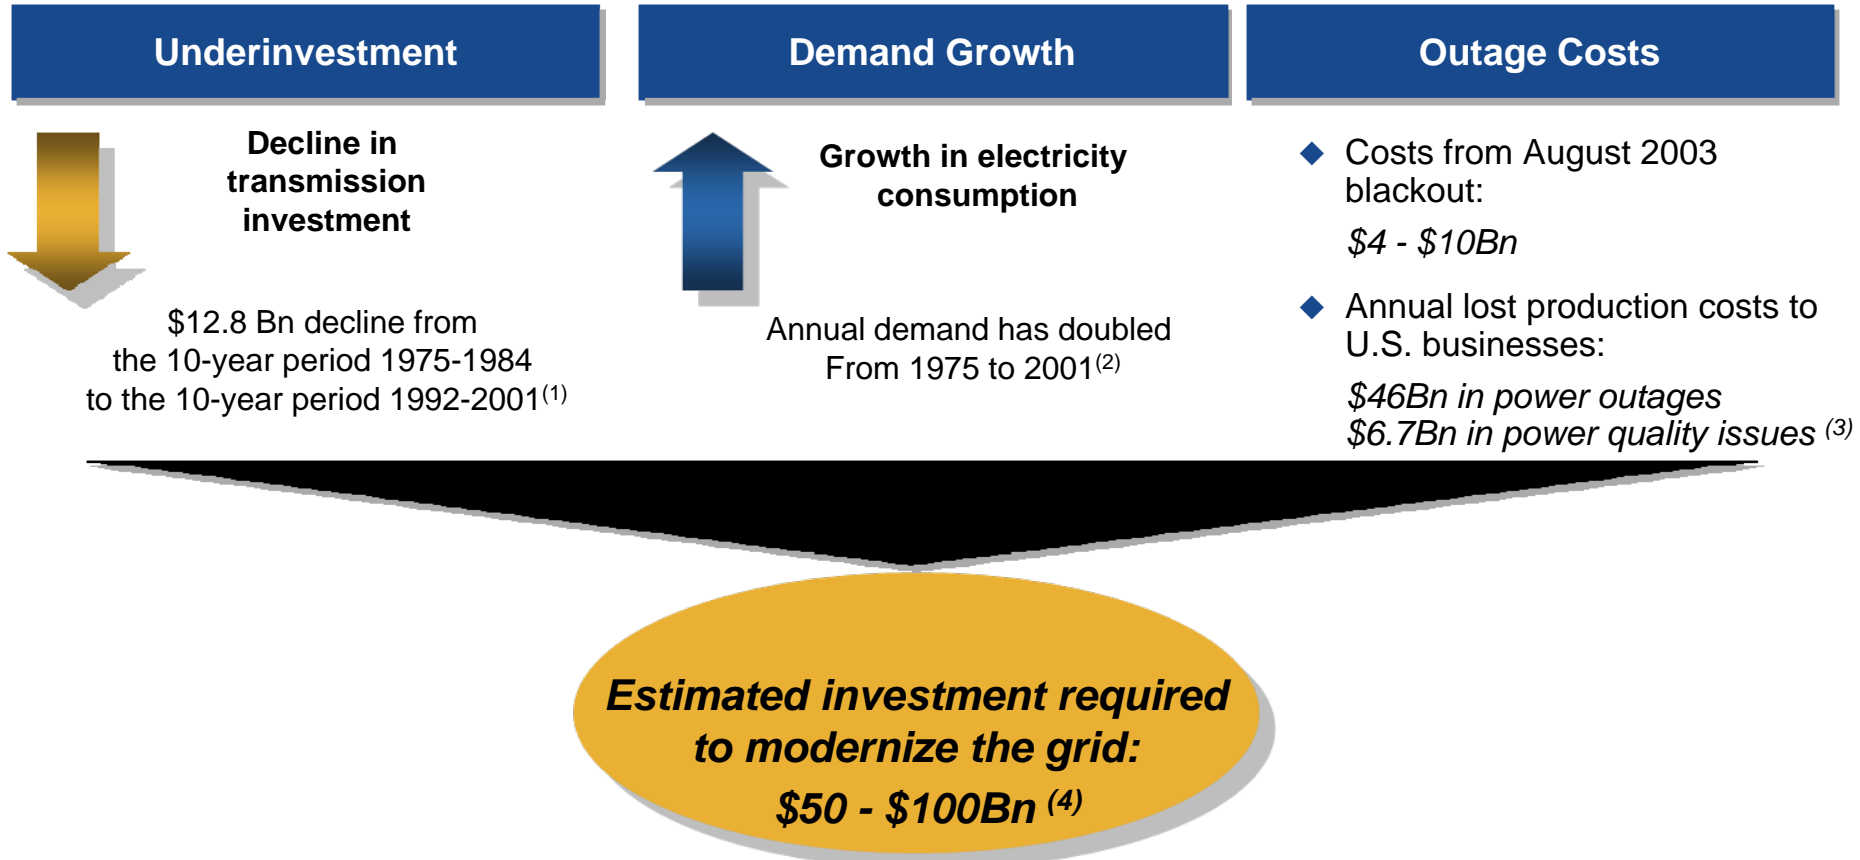 Underinvestment
Decline in
transmission
investment
$12.8 Bn decline from
the 10-year period 1975-1984
to the 10-year period 1992-2001(1)
Demand Growth
Growth in electricity
consumption
Annual demand has doubled
From 1975 to 2001(2)
Outage Costs
Costs from August 2003
blackout:
$4 - $10Bn
Annual lost production costs to
U.S. businesses:
$46Bn in power outages
$6.7Bn in power quality issues (3)
Estimated investment required
to modernize the grid:
$50 - $100Bn (4)